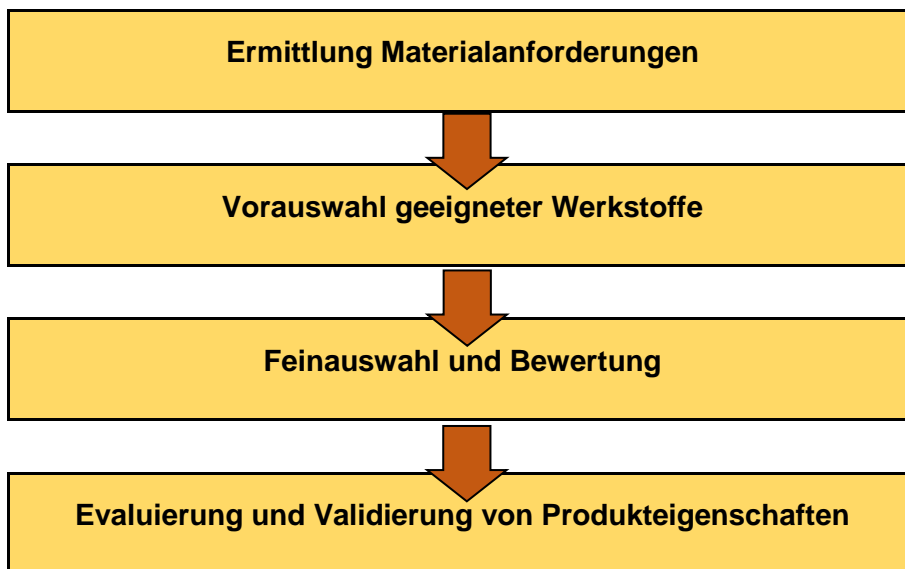 Ermittlung Materialanforderungen
Vorauswahl geeigneter Werkstoffe
Feinauswahl und Bewertung
Evaluierung und Validierung von Produkteigenschaften